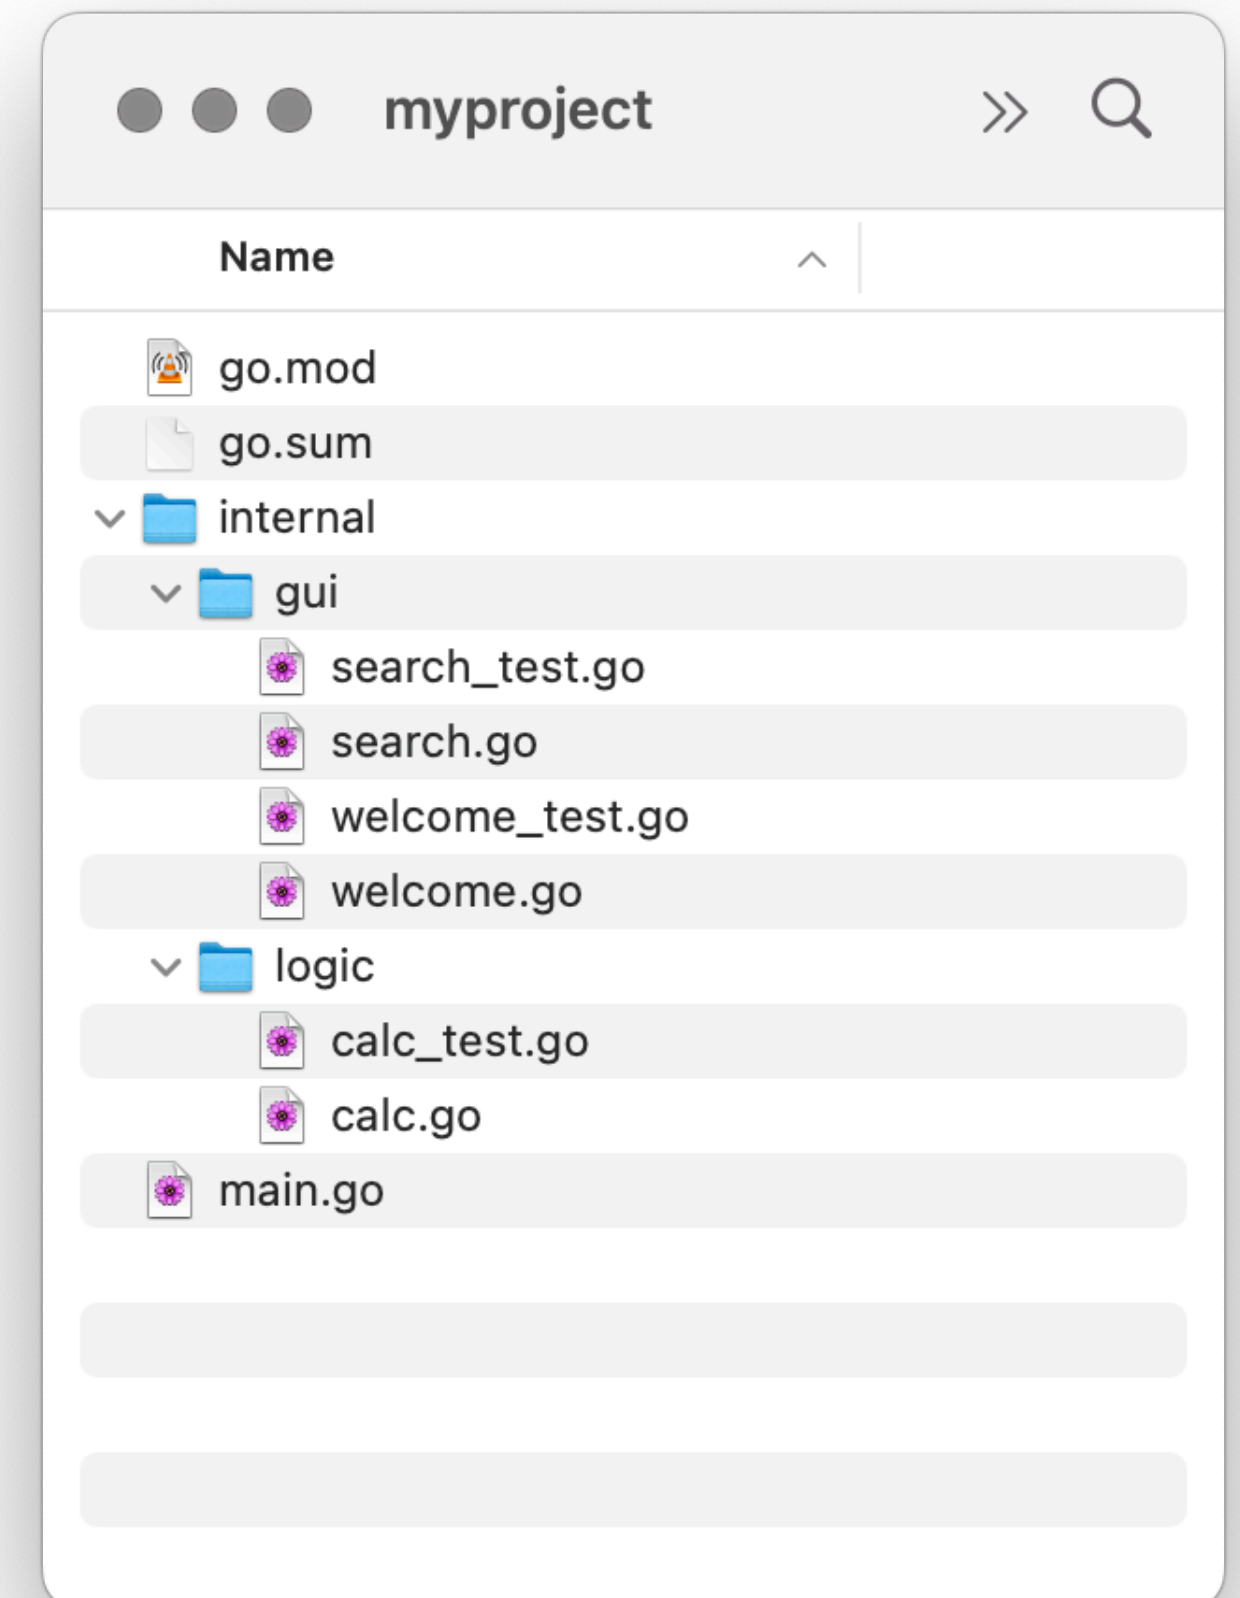 myproject
Name
go.mod
go.sum
internal
gui
search_test.go
search.go
welcome_test.go
welcome.go
logic
calc_test.go
calc.go
main.go